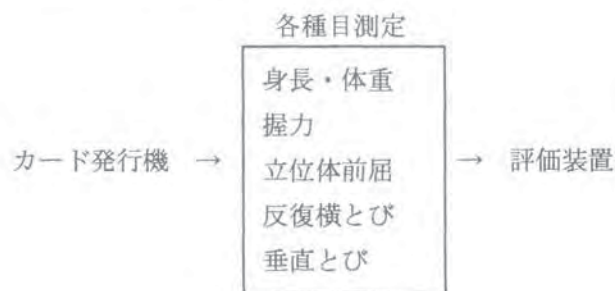 各種目測定
身長・体重
握力
カード発行機 → 立位体前屈 → 評価装置
反復横とび
垂直とび